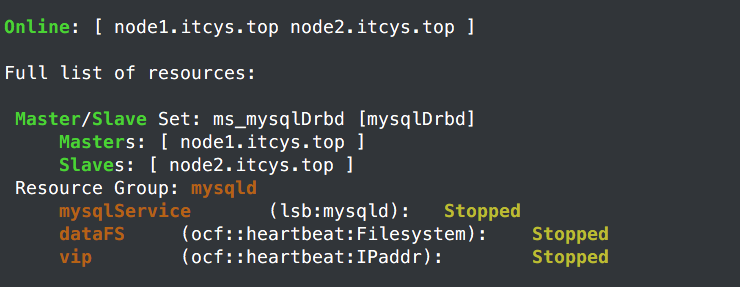 Online: [ node1.itcys.top node2.itcys.top ]
Full list of resources:
Master/Slave Set: ms_mysqlDrbd [mysqlDrbd]
Masters: [ node1.itcys.top ]
Slaves: [ node2.itcys.top ]
Resource Group: mysqld
mysqlService (lsb:mysqld): Stopped
dataFS (ocf::heartbeat:Filesystem): Stopped
vip (ocf::heartbeat:IPaddr): Stopped